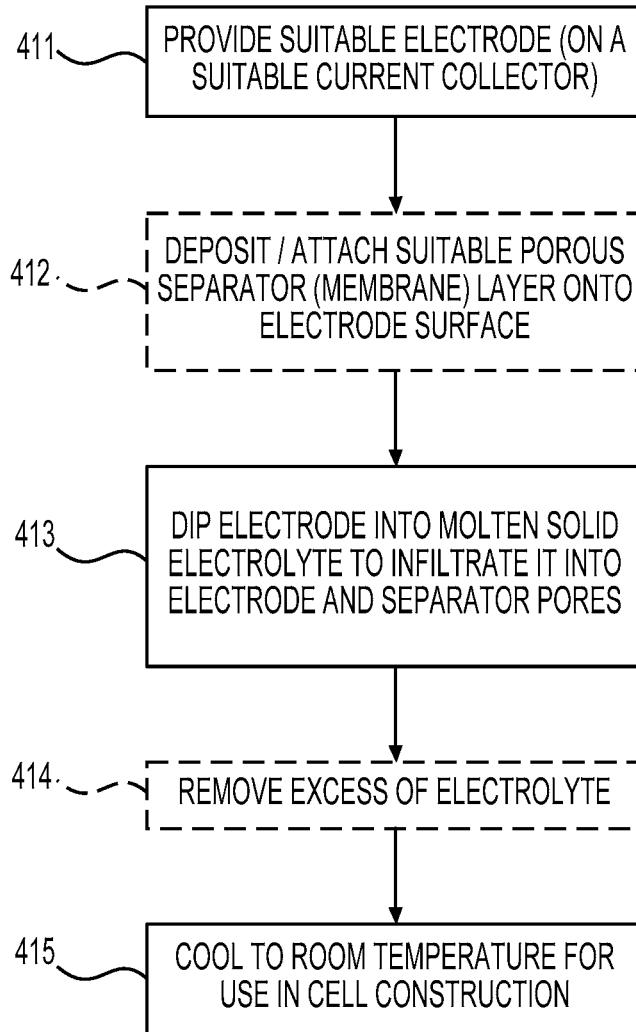 411
PROVIDE SUITABLE ELECTRODE (ON A
SUITABLE CURRENT COLLECTOR)
412
DEPOSIT / ATTACH SUITABLE POROUS
SEPARATOR (MEMBRANE) LAYER ONTO
ELECTRODE SURFACE
413
DIP ELECTRODE INTO MOLTEN SOLID
ELECTROLYTE TO INFILTRATE IT INTO
ELECTRODE AND SEPARATOR PORES
414
REMOVE EXCESS OF ELECTROLYTE
415
COOL TO ROOM TEMPERATURE FOR
USE IN CELL CONSTRUCTION